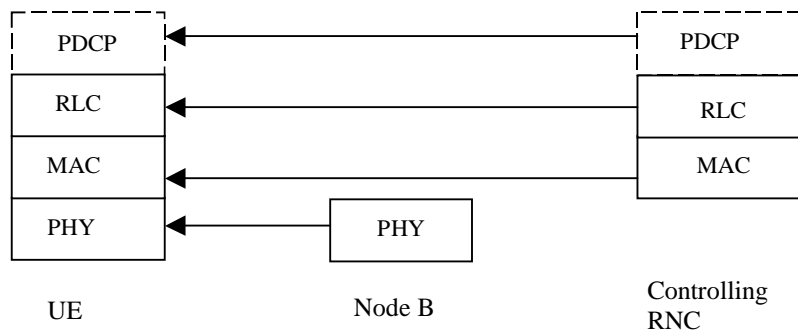 PDCP
PDCP
RLC
RLC
MAC
MAC
PHY
PHY
UE
Node B
Controlling
RNC